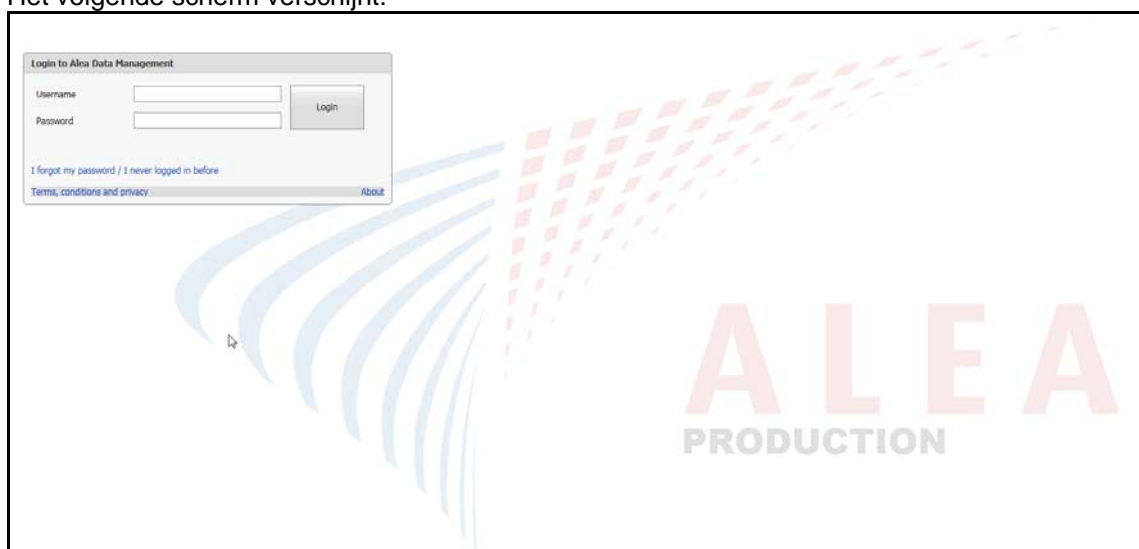 Het volgende scherm verschijnt:
Login to Alea Data Management
Username
Login
Password
I forgot my password / I never logged in before
Terms, conditions and privacy About
ALEA
PRODUCTION